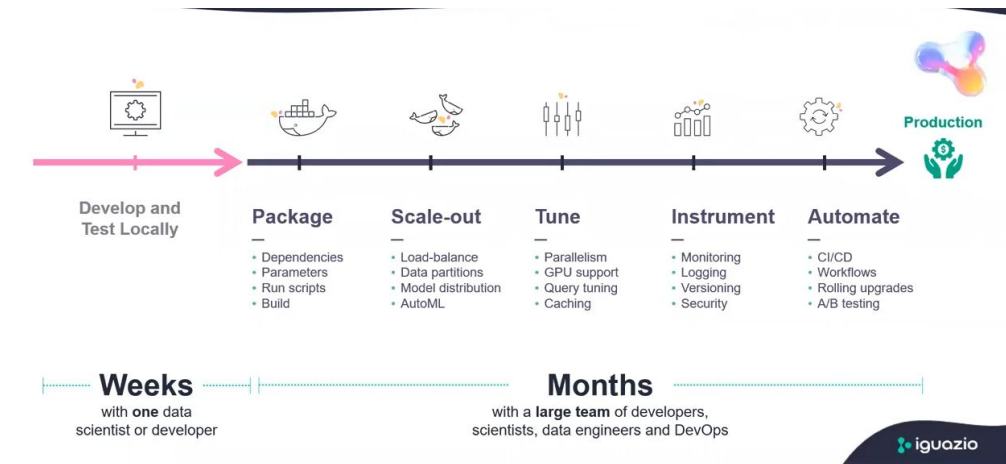 Production
Develop and
Test Locally
Package
• Dependencies
• Parameters
• Run scripts
• Build
Scale-out
• Load-balance
• Data partitions
• Model distribution
• AutoML
Tune
• Parallelism
• GPU support
• Query tuning
• Caching
Instrument
• Monitoring
• Logging
• Versioning
• Security
Automate
• CI/CD
• Workflows
• Rolling upgrades
• A/B testing
Weeks
with one data
scientist or developer
Months
with a large team of developers,
scientists, data engineers and DevOps
iguazio